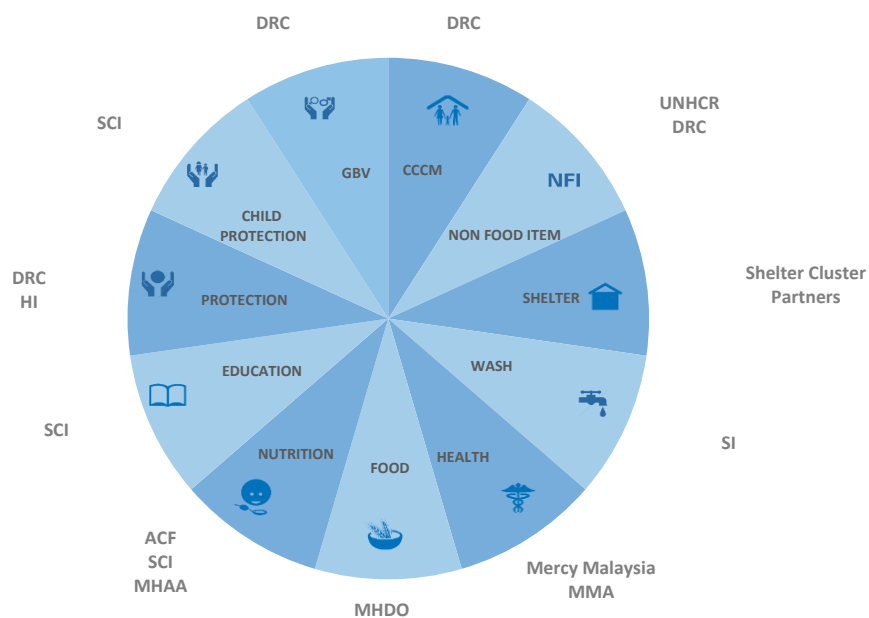 DRC
DRC
UNHCR
DRC
SCI
NFI
GBV
CCCM
CHILD
PROTECTION
NON FOOD ITEM
DRC
HI
PROTECTION
SHELTER
Shelter Cluster
Partners
EDUCATION
WASH
SCI
SI
NUTRITION
FOOD
HEALTH
ACF
SCI
MHAA
Mercy Malaysia
MMA
MHDO